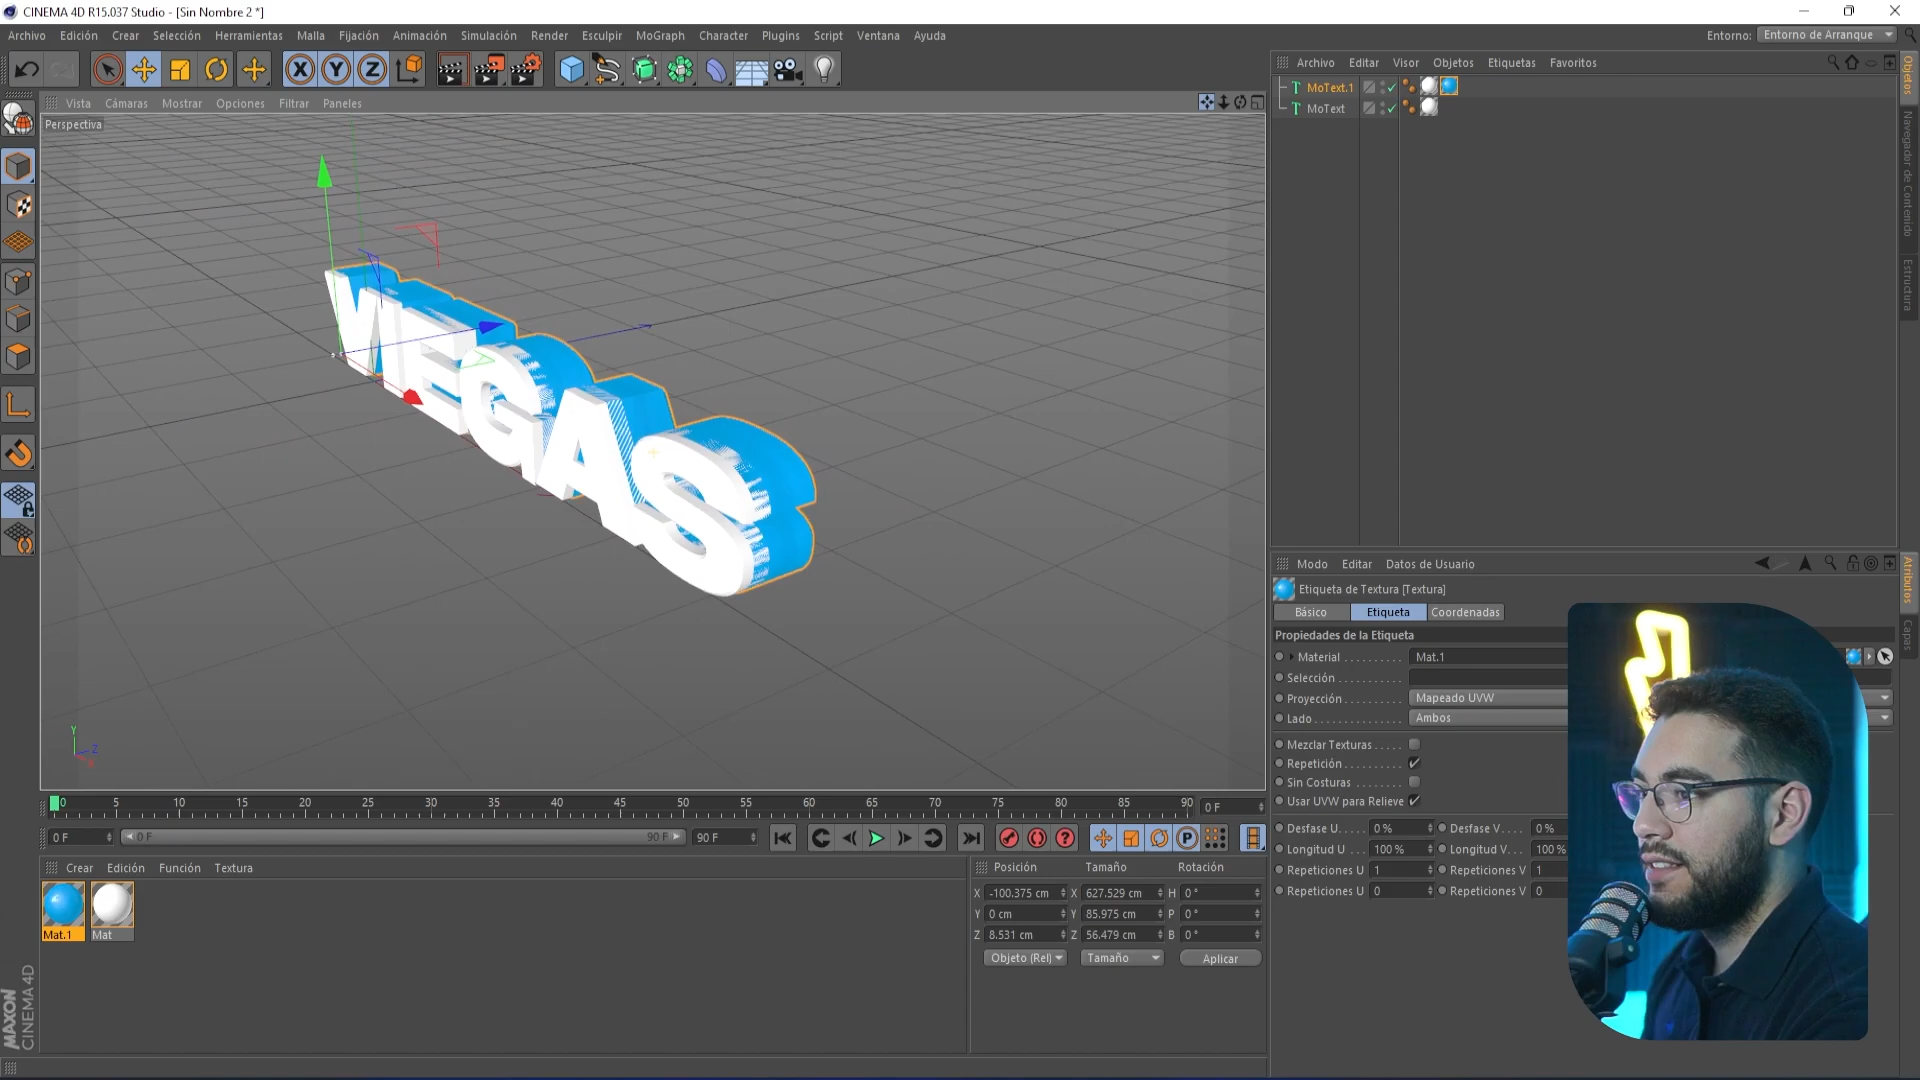 CINEMA 4D R15.037 Studio - [Sin Nombre 2 *]
Archivo Edición Crear Selección Herramientas Malla Fijación Animación Simulación Render Esculpir MoGraph Character Plugins Script Ventana Ayuda Entorno: Entorno de Arranque
X Y Z
Archivo Editar Visor Objetos Etiquetas Favoritos
MoText.1
MoText
Objetos
Navegador de Contenido
Estructura
Vista Cámaras Mostrar Opciones Filtrar Paneles
Perspectiva
MEGAS
Y
Z
X
Modo Editar Datos de Usuario
Etiqueta de Textura [Textura]
Básico Etiqueta Coordenadas
Propiedades de la Etiqueta
Material Mat.1
Selección
Proyección Mapeado UVW
Lado Ambos
Mezclar Texturas
Repetición
Sin Costuras
Usar UVW para Relieve
Desfase U 0 % Desfase V 0 %
Longitud U 100 % Longitud V 100 %
Repeticiones U 1 Repeticiones V 1
Repeticiones U 0 Repeticiones V 0
Atributos
Capas
0 5 10 15 20 25 30 35 40 45 50 55 60 65 70 75 80 85 90 0 F
0 F 0 F 90 F 90 F
P
Crear Edición Función Textura
Mat.1 Mat
Posición Tamaño Rotación
X -100.375 cm X 627.529 cm H 0 °
Y 0 cm Y 85.975 cm P 0 °
Z 8.531 cm Z 56.479 cm B 0 °
Objeto (Rel) Tamaño Aplicar
MAXON
CINEMA 4D